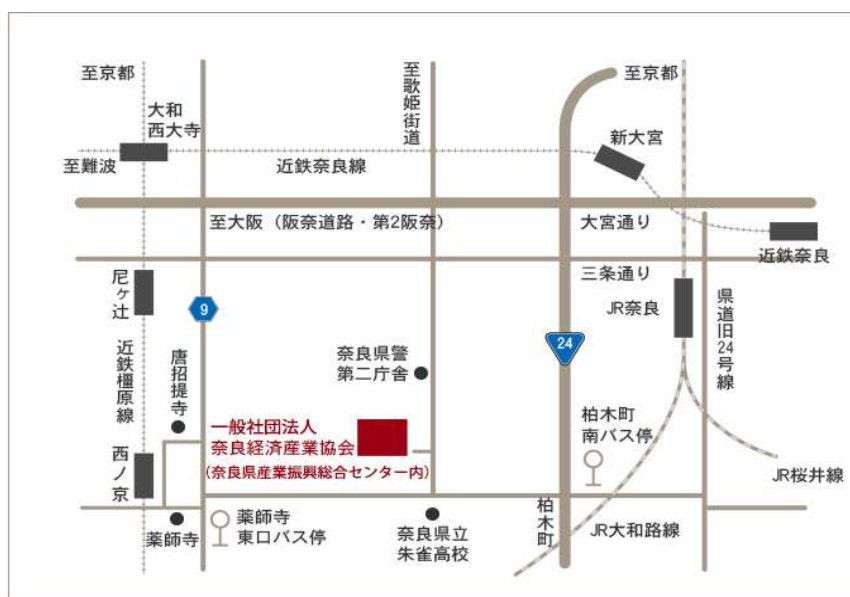 至京都
至歌姫街道
至京都
大和
西大寺
新大宮
至難波
近鉄奈良線
至大阪（阪奈道路・第2阪奈）
大宮通り
近鉄奈良
三条通り
尼ヶ辻
9
JR奈良
県道旧24号線
24
近鉄橿原線
唐招提寺
奈良県警
第二庁舎
一般社団法人
奈良経済産業協会
(奈良県産業振興総合センター内)
柏木町
南バス停
西ノ京
JR桜井線
薬師寺
薬師寺
東口バス停
奈良県立
朱雀高校
柏木町
JR大和路線